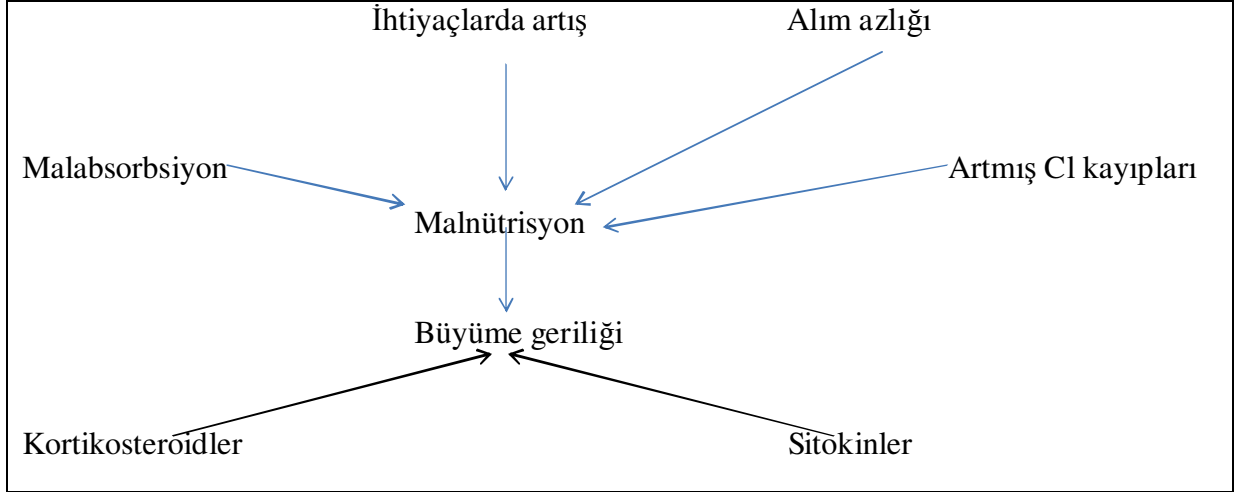 İhtiyaçlarda artış
Alım azlığı
Malabsorbsiyon
Artmış Cl kayıpları
Malnütrisyon
Büyüme geriliği
Kortikosteroidler
Sitokinler